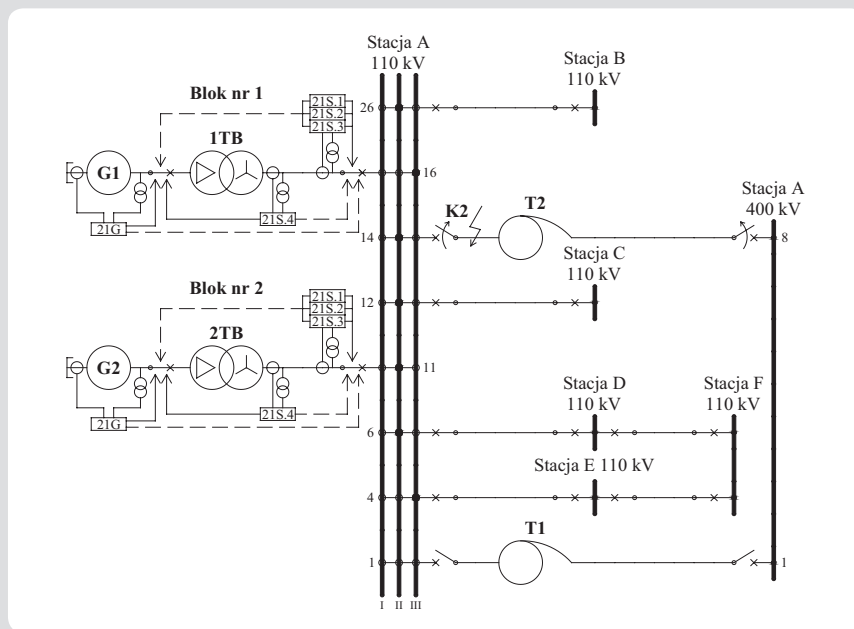 Stacja A
110 kV
Stacja B
110 kV
Blok nr 1
21S.1
21S.2
21S.3
26
1TB
G1
16
21S.4
21G
K2
T2
Stacja A
400 kV
14
8
Stacja C
110 kV
Blok nr 2
21S.1
21S.2
21S.3
12
2TB
G2
11
21S.4
21G
Stacja D
110 kV
Stacja F
110 kV
6
Stacja E 110 kV
4
T1
1
1
I II III